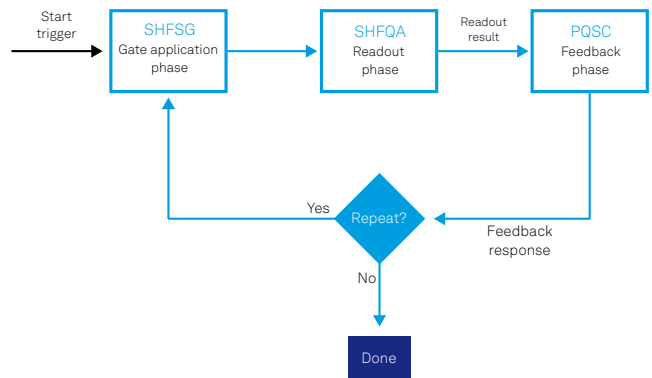 Start
trigger
SHFSG
Gate application
phase
SHFQA
Readout
phase
Readout
result
PQSC
Feedback
phase
Yes
Repeat?
Feedback
response
No
Done